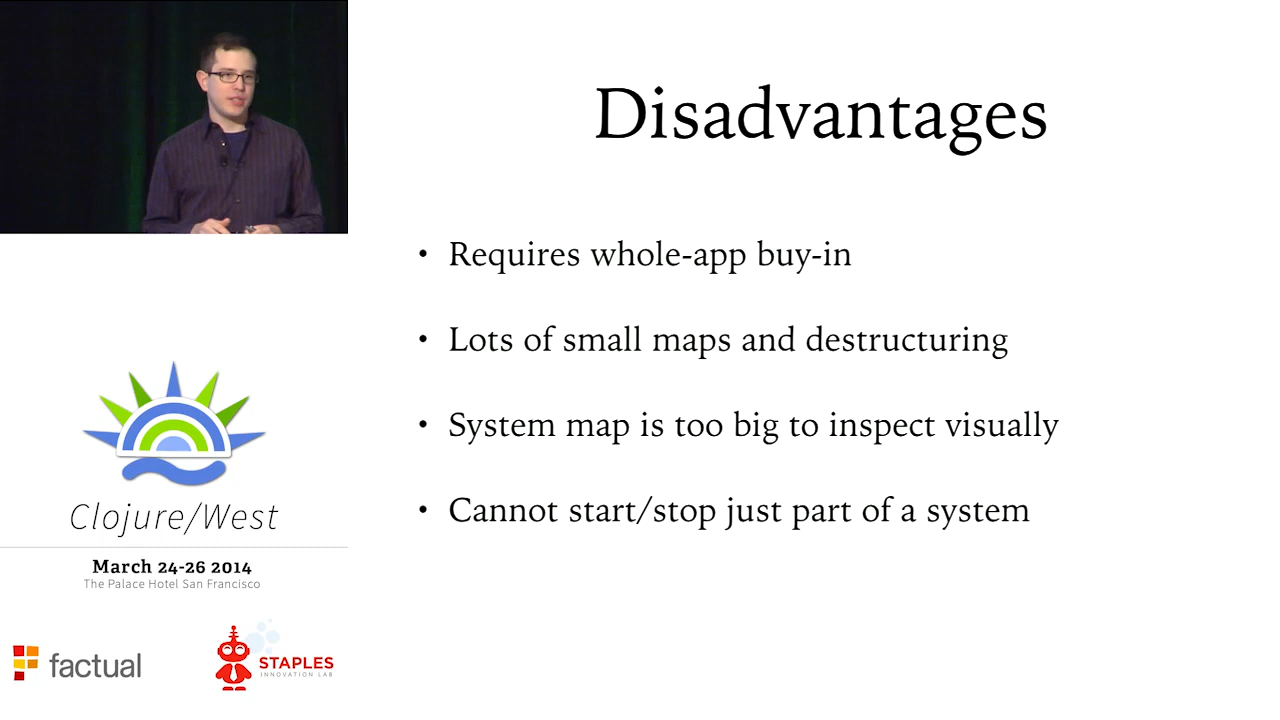 Disadvantages
• Requires whole-app buy-in
• Lots of small maps and destructuring
• System map is too big to inspect visually
• Cannot start/stop just part of a system
Clojure/West
March 24-26 2014
The Palace Hotel San Francisco
factual
STAPLES
INNOVATION LAB